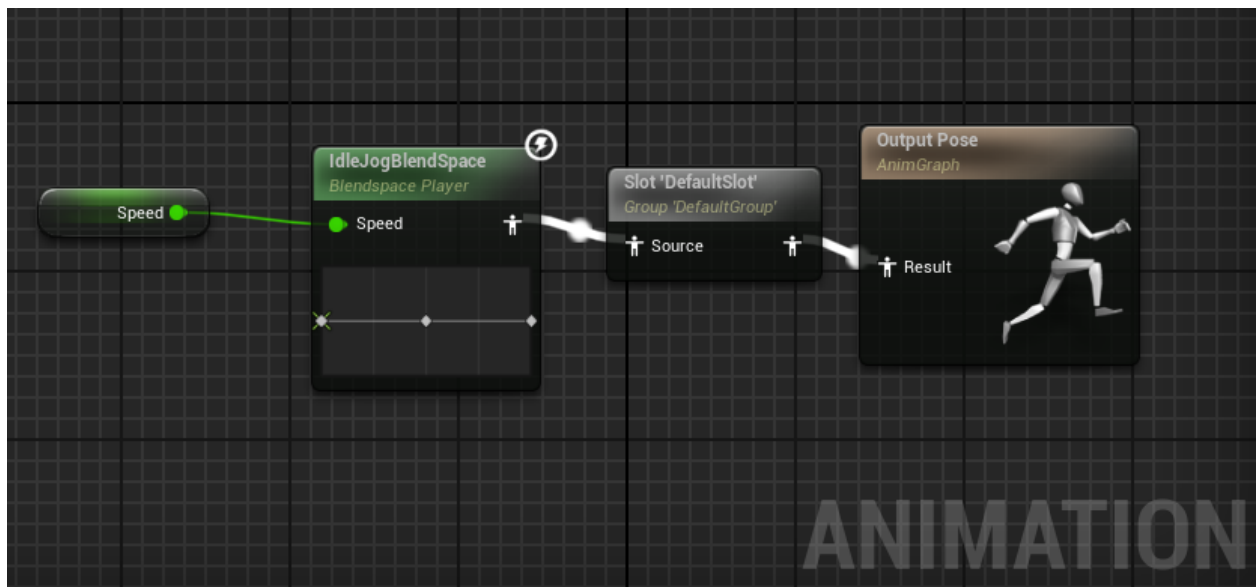 Speed
IdleJogBlendSpace
Blendspace Player
Speed
Slot 'DefaultSlot'
Group 'DefaultGroup'
Source
Output Pose
AnimGraph
Result
ANIMATION